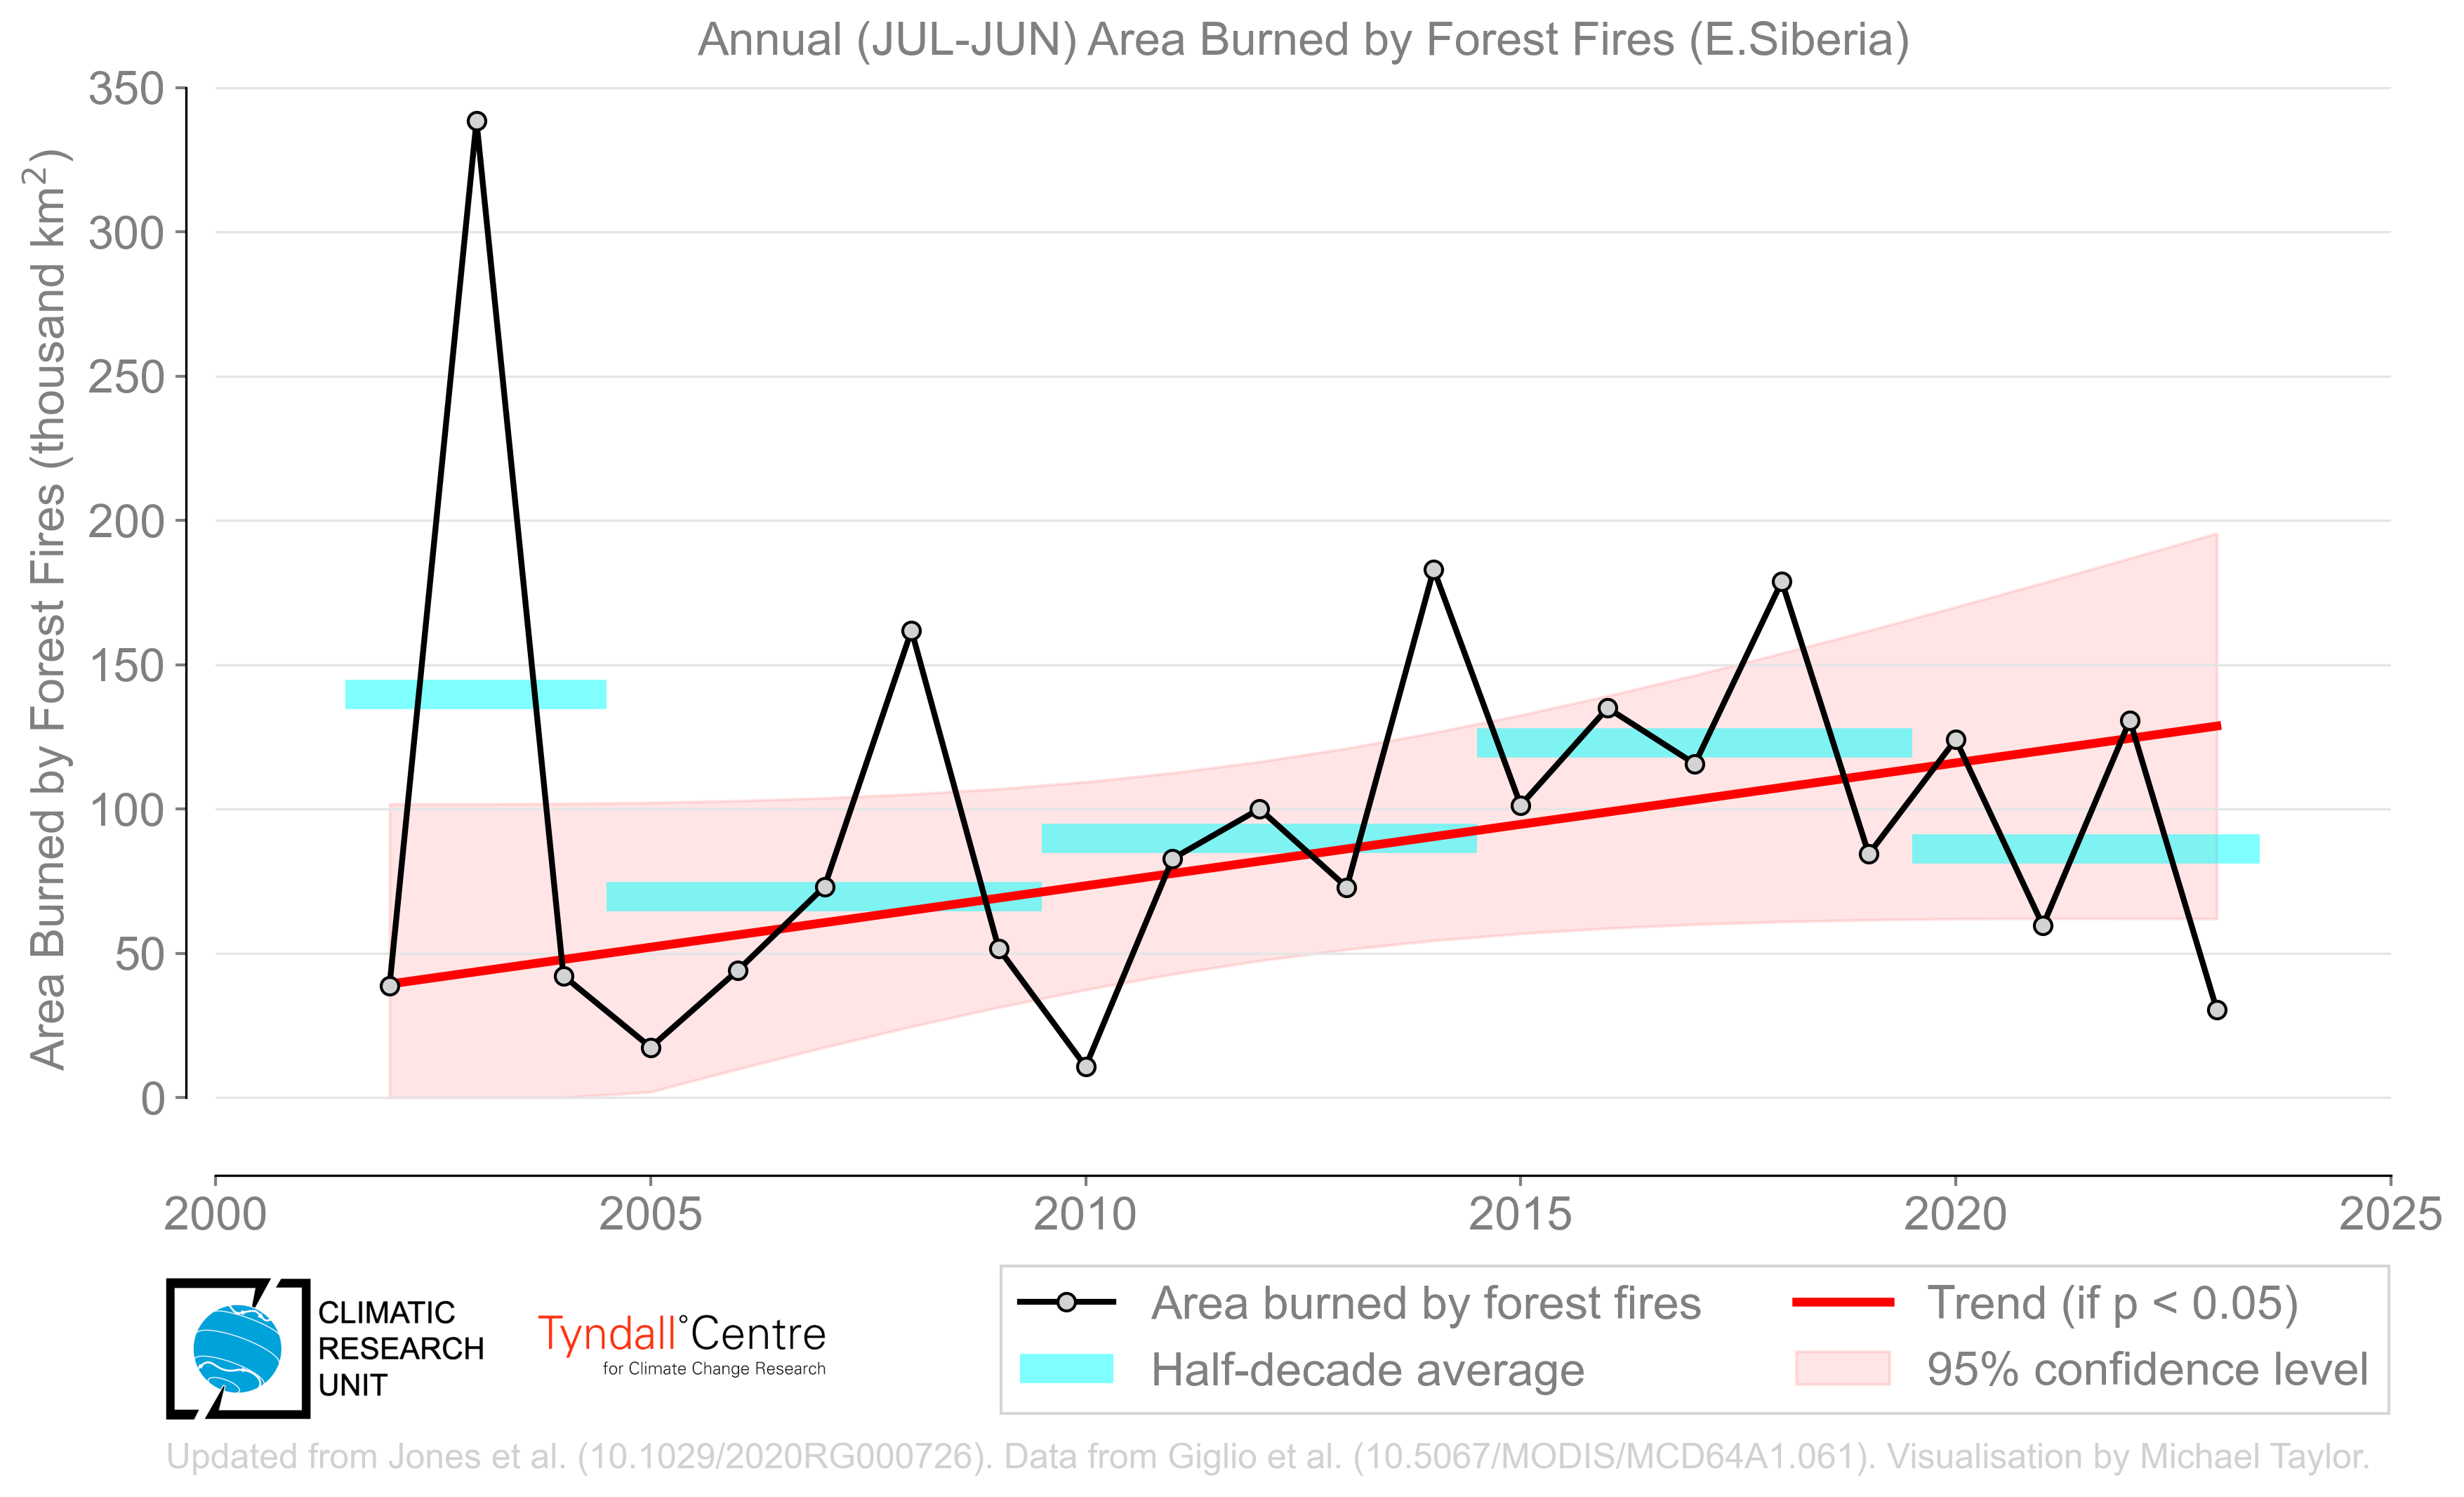 Annual (JUL-JUN) Area Burned by Forest Fires (E.Siberia)
Area Burned by Forest Fires (thousand km²)
350
300
250
200
150
100
50
0
2000 2005 2010 2015 2020 2025
CLIMATIC
RESEARCH
UNIT
Tyndall°Centre
for Climate Change Research
Area burned by forest fires
Half-decade average
Trend (if p < 0.05)
95% confidence level
Updated from Jones et al. (10.1029/2020RG000726). Data from Giglio et al. (10.5067/MODIS/MCD64A1.061). Visualisation by Michael Taylor.